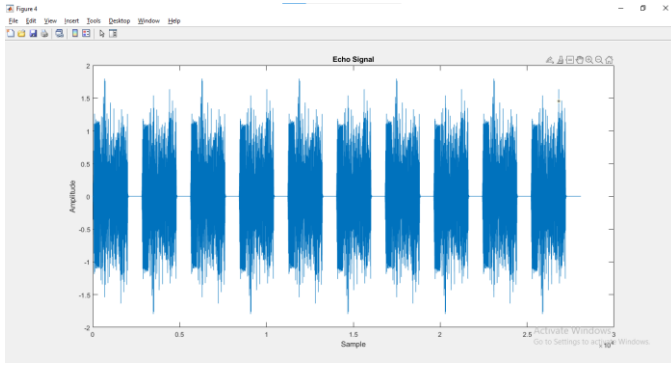 Figure 4
File Edit View Insert Tools Desktop Window Help
Echo Signal
2
1.5
1
0.5
0
-0.5
-1
-1.5
-2
Amplitude
0 0.5 1 1.5 2 2.5 3
Sample
×10⁴
Activate Windows
Go to Settings to activate Windows.